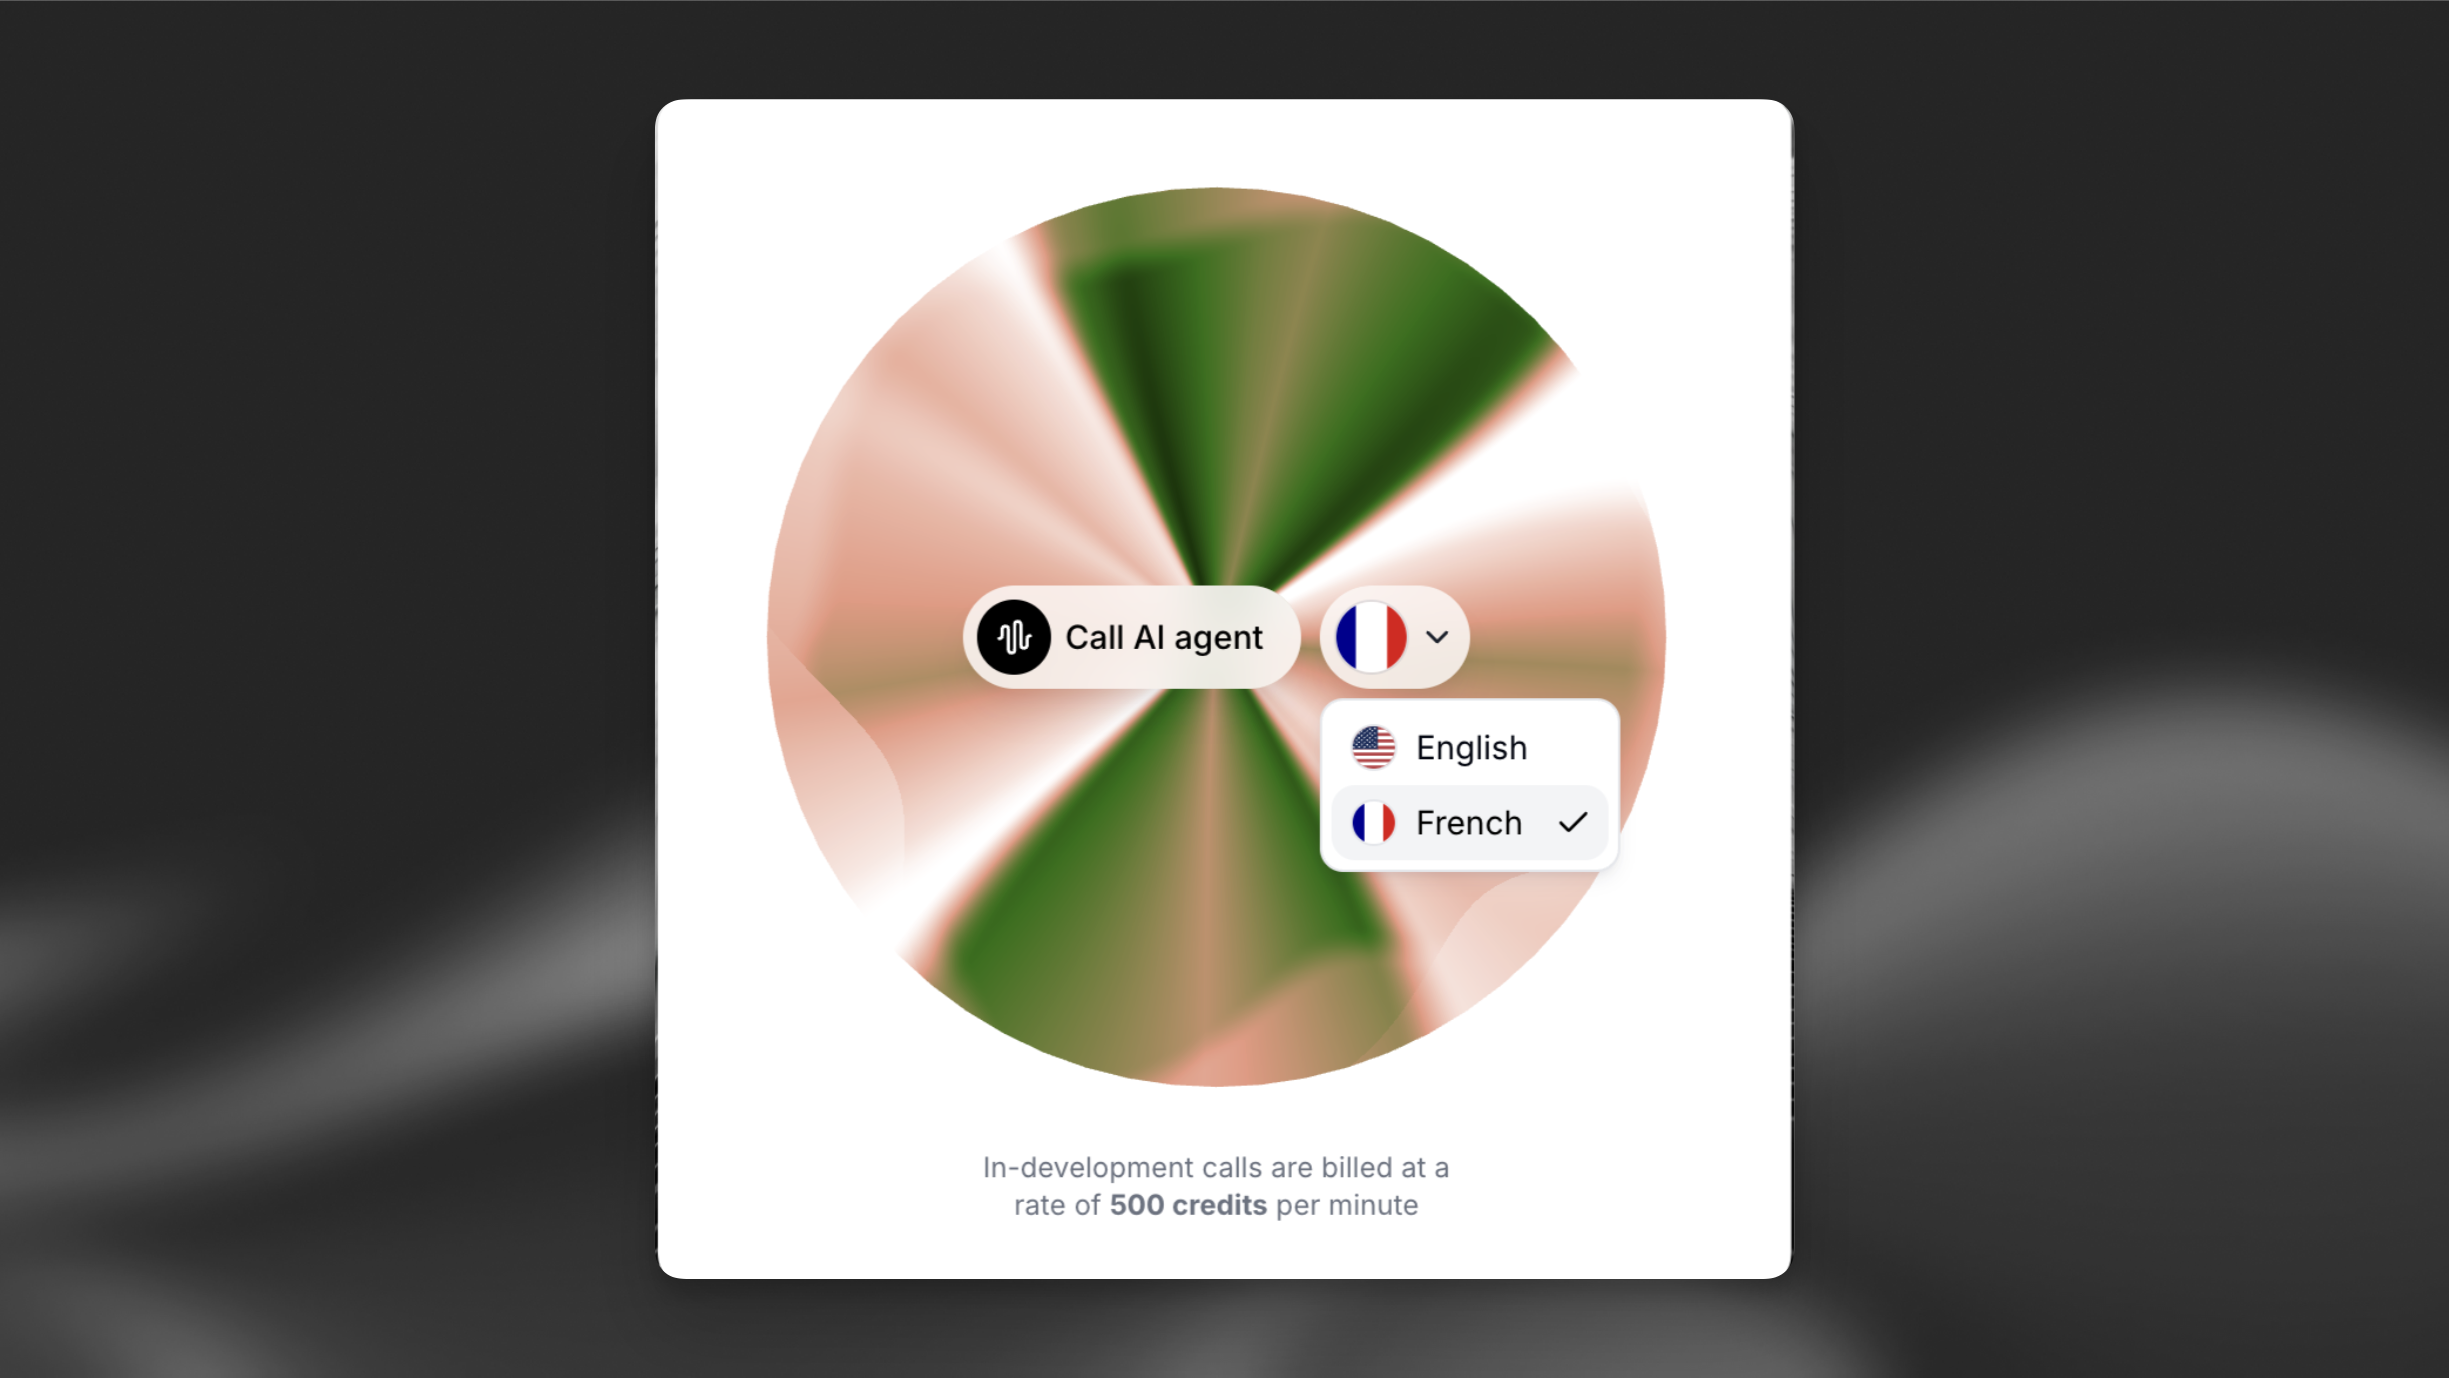 Call AI agent
English
French
In-development calls are billed at a
rate of 500 credits per minute